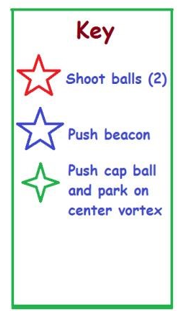 Key
Shoot balls (2)
Push beacon
Push cap ball
and park on
center vortex